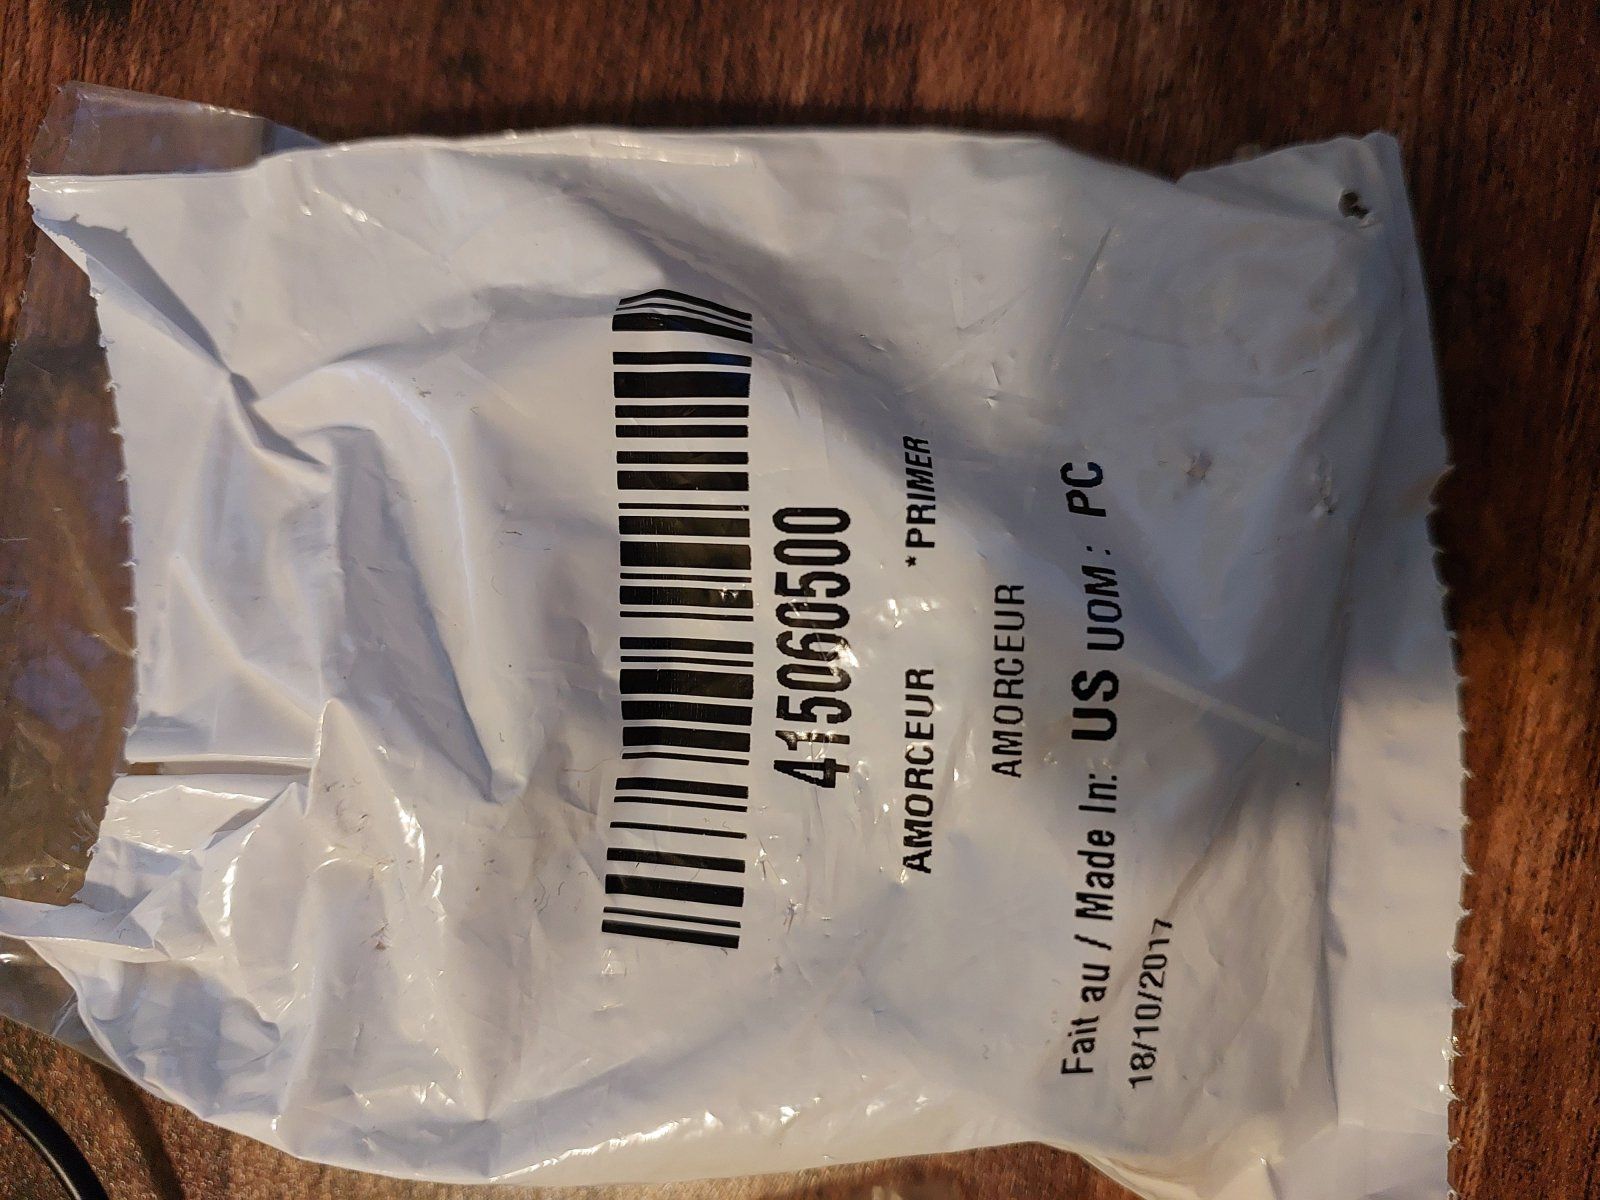 415060500
AMORCEUR *PRIMER
AMORCEUR
Fait au / Made In: US UOM : PC
18/10/2017